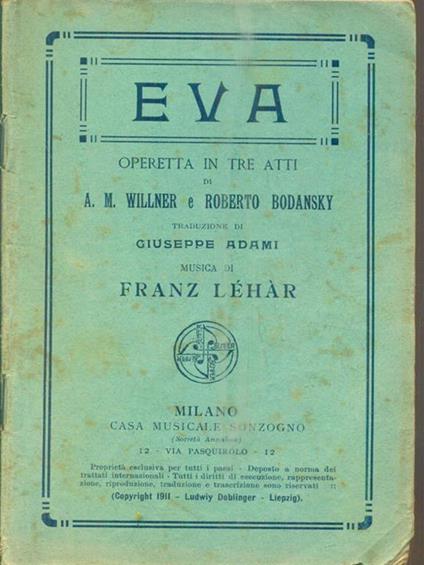 EVA
OPERETTA IN TRE ATTI
DI
A. M. WILLNER e ROBERTO BODANSKY
TRADUZIONE DI
GIUSEPPE ADAMI
MUSICA DI
FRANZ LÉHÀR
MILANO
CASA MUSICALE SONZOGNO
(Società Anonima)
12 - VIA PASQUIROLO - 12
Proprietà esclusiva per tutti i paesi - Deposto a norma dei
trattati internazionali - Tutti i diritti di esecuzione, rappresenta-
zione, riproduzione, traduzione e trascrizione sono riservati ::
(Copyright 1911 - Ludwiy Doblinger - Liepzig).